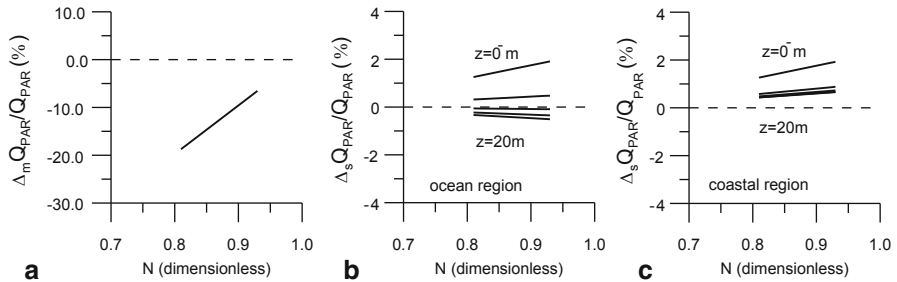 10.0
0.0
-10.0
-20.0
-30.0
0.7
0.8
0.9
1.0
N (dimensionless)
ΔmQPAR/QPAR (%)
a
4
2
0
-2
-4
0.7
0.8
0.9
1.0
N (dimensionless)
ΔsQPAR/QPAR (%)
z=0⁻ m
z=20m
ocean region
b
4
2
0
-2
-4
0.7
0.8
0.9
1.0
N (dimensionless)
ΔsQPAR/QPAR (%)
z=0⁻ m
z=20m
coastal region
c